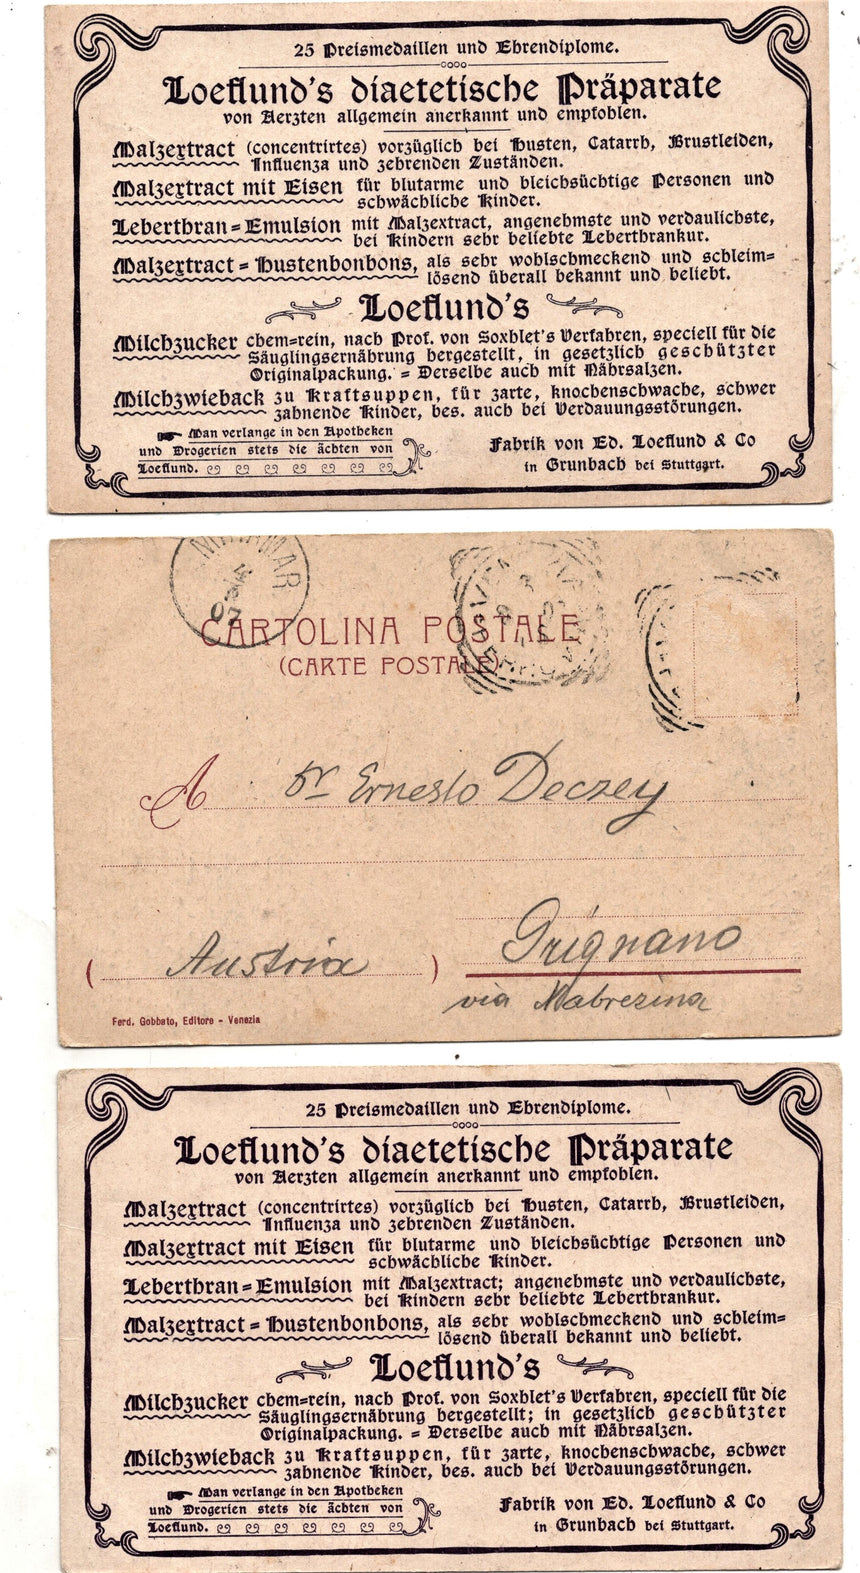 25 Preismedaillen und Ehrendiplome.
Loeflund's diaetetische Präparate
von Aerzten allgemein anerkannt und empfohlen.
Malzextract (concentrirtes) vorzüglich bei Husten, Catarrh, Brustleiden,
Influenza und zehrenden Zuständen.
Malzextract mit Eisen für blutarme und bleichsüchtige Personen und
schwächliche Kinder.
Leberthran=Emulsion mit Malzextract, angenehmste und verdaulichste,
bei Kindern sehr beliebte Leberthrankur.
Malzextract=Hustenbonbons, als sehr wohlschmeckend und schleim=
lösend überall bekannt und beliebt.
Loeflund's
Milchzucker chem=rein, nach Prof. von Soxhlet's Verfahren, speciell für die
Säuglingsernährung hergestellt, in gesetzlich geschützter
Originalpackung. = Derselbe auch mit Nährsalzen.
Milchzwieback zu Kraftsuppen, für zarte, knochenschwache, schwer
zahnende Kinder, bes. auch bei Verdauungsstörungen.
Man verlange in den Apotheken
und Drogerien stets die ächten von
Loeflund.
Fabrik von Ed. Loeflund & Co
in Grunbach bei Stuttgart.
07
CARTOLINA POSTALE
(CARTE POSTALE)
A Dr Ernesto Deczey
Grignano
(Austria)
via Nabrezina
Ferd. Gobbato, Editore - Venezia
25 Preismedaillen und Ehrendiplome.
Loeflund's diaetetische Präparate
von Aerzten allgemein anerkannt und empfohlen.
Malzextract (concentrirtes) vorzüglich bei Husten, Catarrh, Brustleiden,
Influenza und zehrenden Zuständen.
Malzextract mit Eisen für blutarme und bleichsüchtige Personen und
schwächliche Kinder.
Leberthran=Emulsion mit Malzextract; angenehmste und verdaulichste,
bei Kindern sehr beliebte Leberthrankur.
Malzextract=Hustenbonbons, als sehr wohlschmeckend und schleim=
lösend überall bekannt und beliebt.
Loeflund's
Milchzucker chem=rein, nach Prof. von Soxhlet's Verfahren, speciell für die
Säuglingsernährung hergestellt; in gesetzlich geschützter
Originalpackung. = Derselbe auch mit Nährsalzen.
Milchzwieback zu Kraftsuppen, für zarte, knochenschwache, schwer
zahnende Kinder, bes. auch bei Verdauungsstörungen.
Man verlange in den Apotheken
und Drogerien stets die ächten von
Loeflund.
Fabrik von Ed. Loeflund & Co
in Grunbach bei Stuttgart.